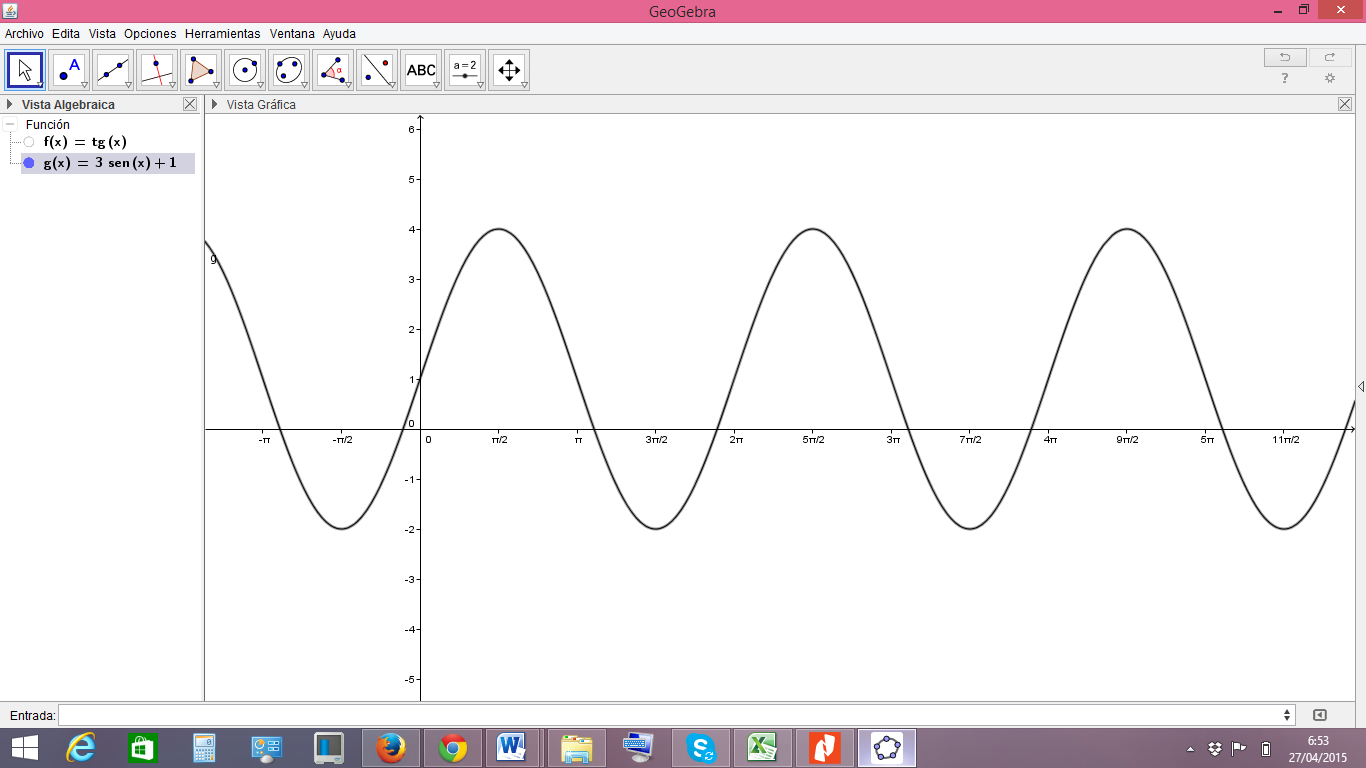 GeoGebra
Archivo Edita Vista Opciones Herramientas Ventana Ayuda
A
α
ABC
a = 2
?
Vista Algebraica
Vista Gráfica
Función
f(x) = tg (x)
g(x) = 3 sen (x) + 1
g
6
5
4
3
2
1
0
-1
-2
-3
-4
-5
-π -π/2 0 π/2 π 3π/2 2π 5π/2 3π 7π/2 4π 9π/2 5π 11π/2
Entrada:
6:53
27/04/2015